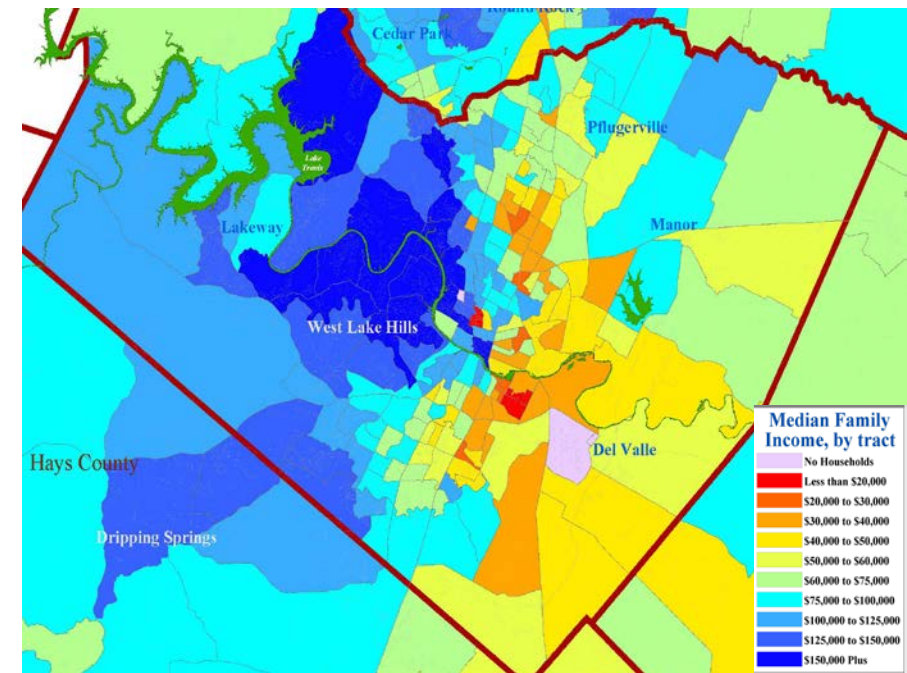 Round Rock
Cedar Park
Pflugerville
Lake
Travis
Lakeway
Manor
West Lake Hills
Del Valle
Hays County
Dripping Springs
Median Family
Income, by tract
No Households
Less than $20,000
$20,000 to $30,000
$30,000 to $40,000
$40,000 to $50,000
$50,000 to $60,000
$60,000 to $75,000
$75,000 to $100,000
$100,000 to $125,000
$125,000 to $150,000
$150,000 Plus